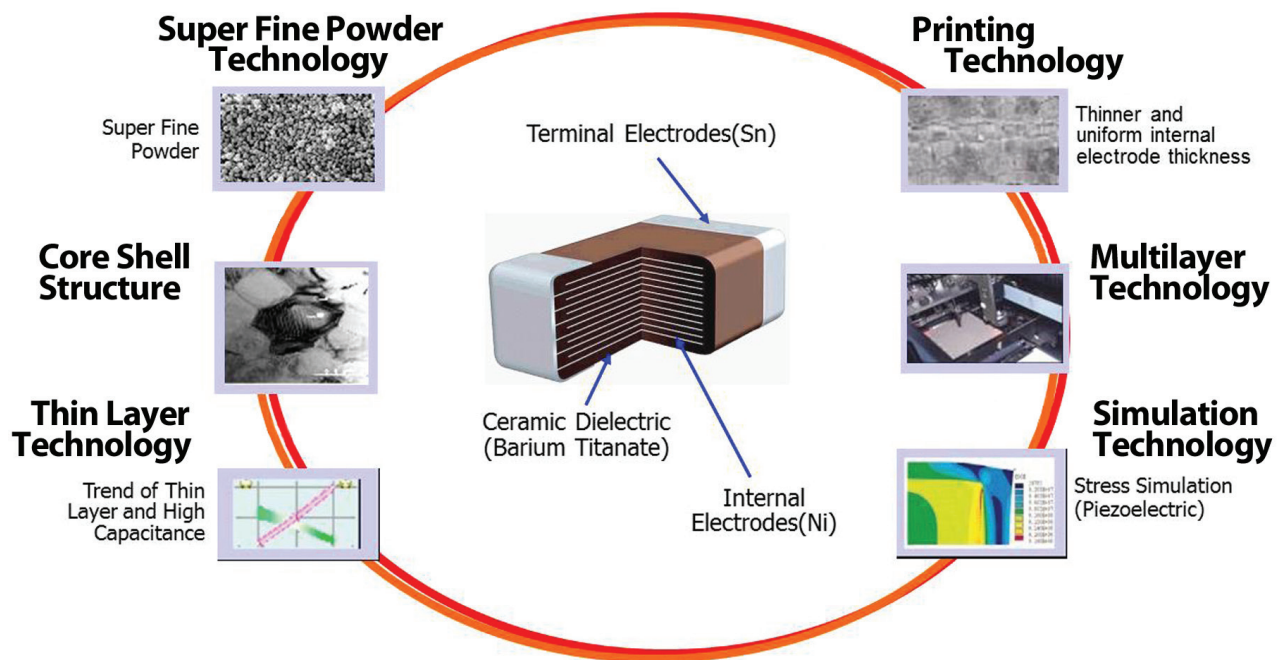 Super Fine Powder
Technology
Super Fine
Powder
Core Shell
Structure
Thin Layer
Technology
Trend of Thin
Layer and High
Capacitance
Terminal Electrodes(Sn)
Ceramic Dielectric
(Barium Titanate)
Internal
Electrodes(Ni)
Printing
Technology
Thinner and
uniform internal
electrode thickness
Multilayer
Technology
Simulation
Technology
Stress Simulation
(Piezoelectric)